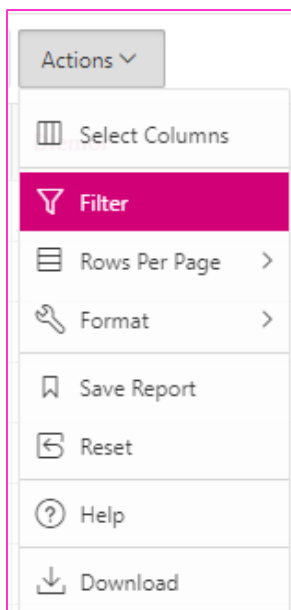 Actions
Select Columns
Filter
Rows Per Page
Format
Save Report
Reset
Help
Download